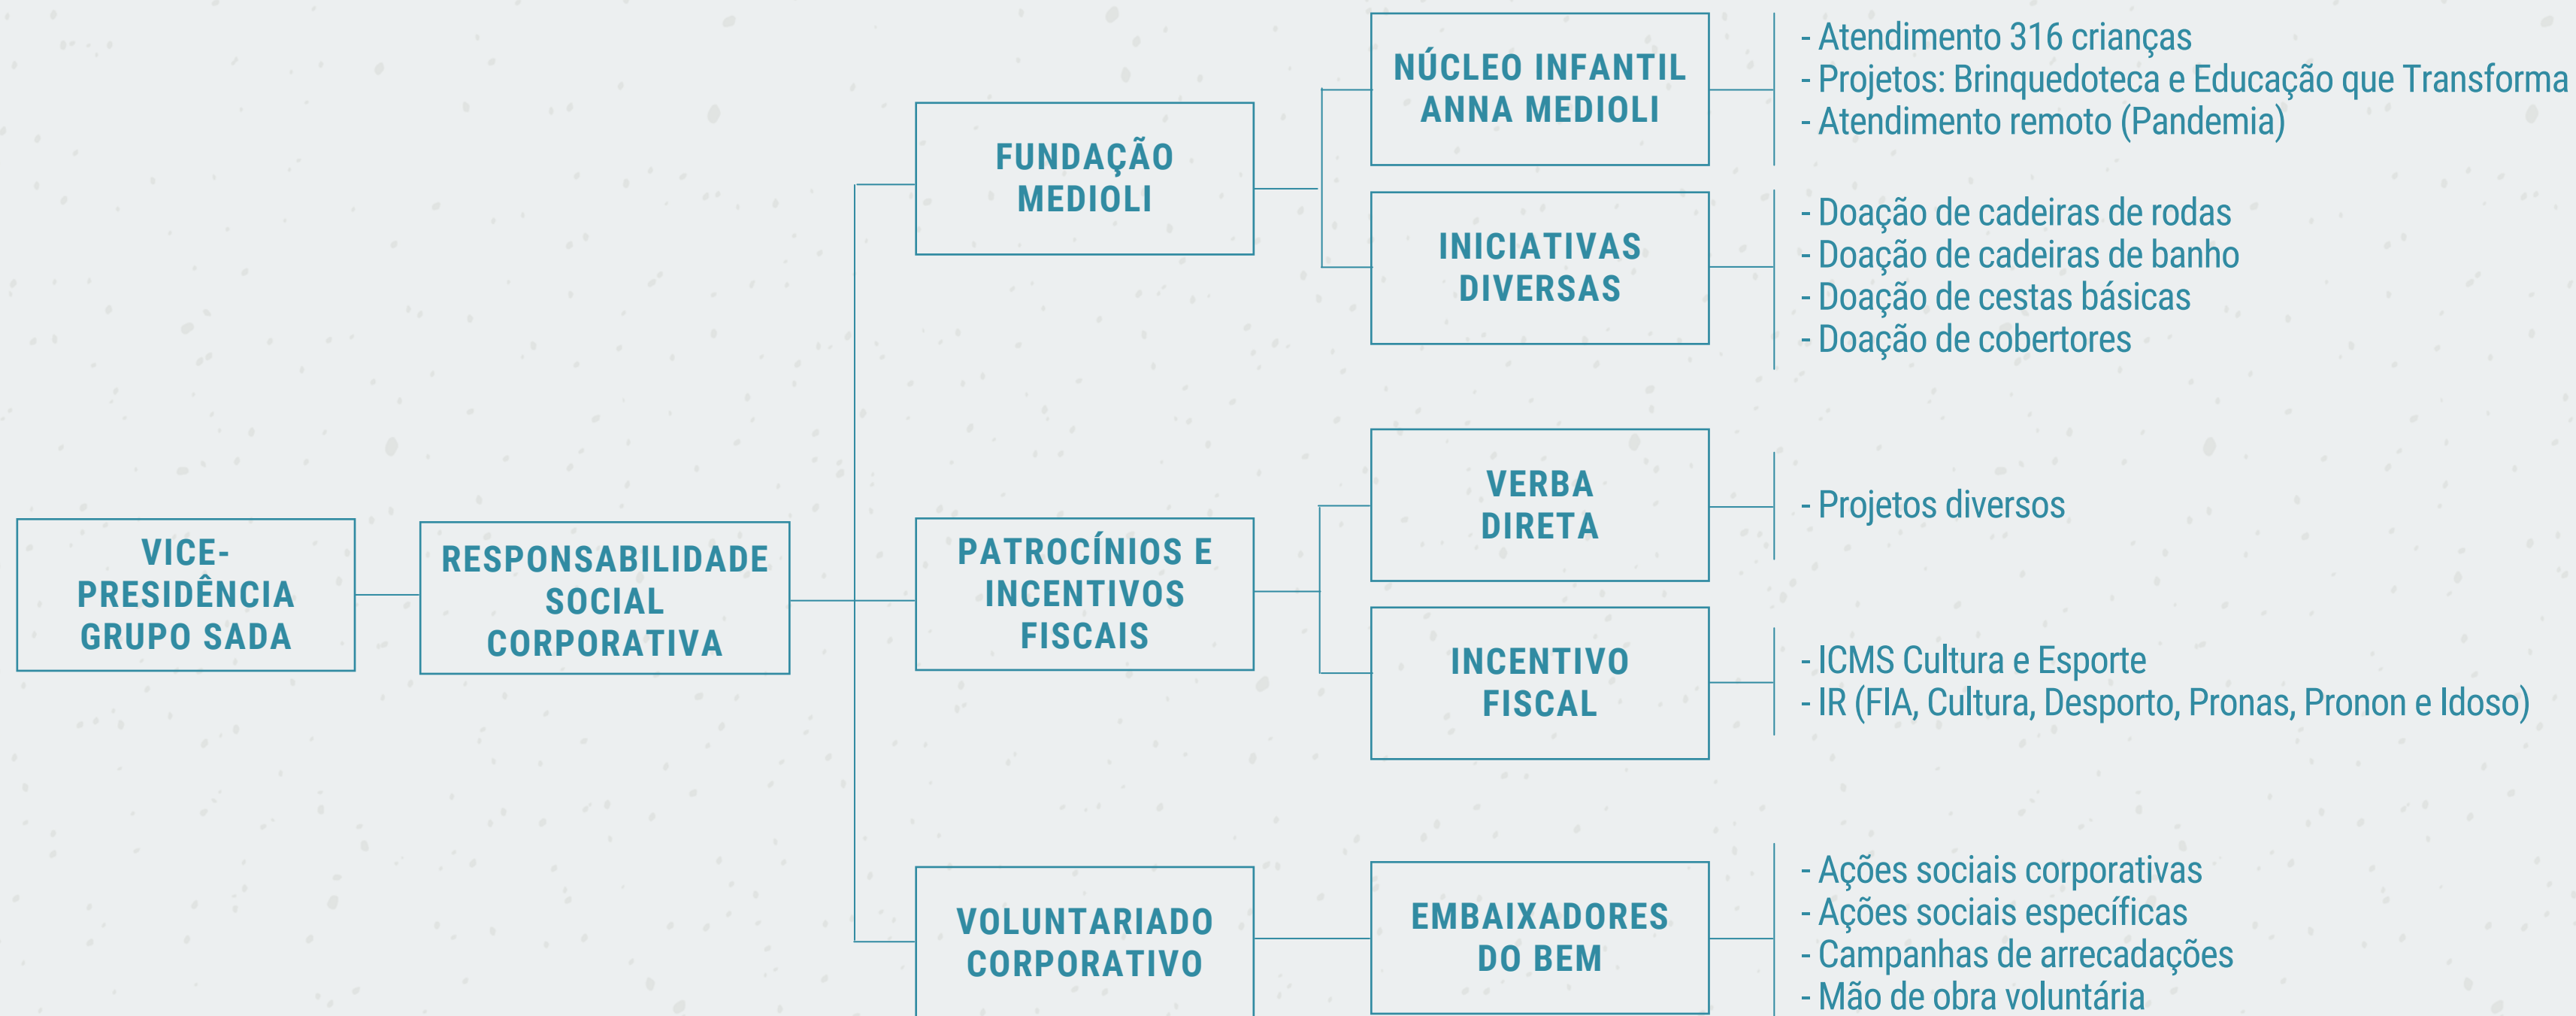 VICE-
PRESIDÊNCIA
GRUPO SADA
RESPONSABILIDADE
SOCIAL
CORPORATIVA
FUNDAÇÃO
MEDIOLI
NÚCLEO INFANTIL
ANNA MEDIOLI
- Atendimento 316 crianças
- Projetos: Brinquedoteca e Educação que Transforma
- Atendimento remoto (Pandemia)
INICIATIVAS
DIVERSAS
- Doação de cadeiras de rodas
- Doação de cadeiras de banho
- Doação de cestas básicas
- Doação de cobertores
PATROCÍNIOS E
INCENTIVOS
FISCAIS
VERBA
DIRETA
- Projetos diversos
INCENTIVO
FISCAL
- ICMS Cultura e Esporte
- IR (FIA, Cultura, Desporto, Pronas, Pronon e Idoso)
VOLUNTARIADO
CORPORATIVO
EMBAIXADORES
DO BEM
- Ações sociais corporativas
- Ações sociais específicas
- Campanhas de arrecadações
- Mão de obra voluntária